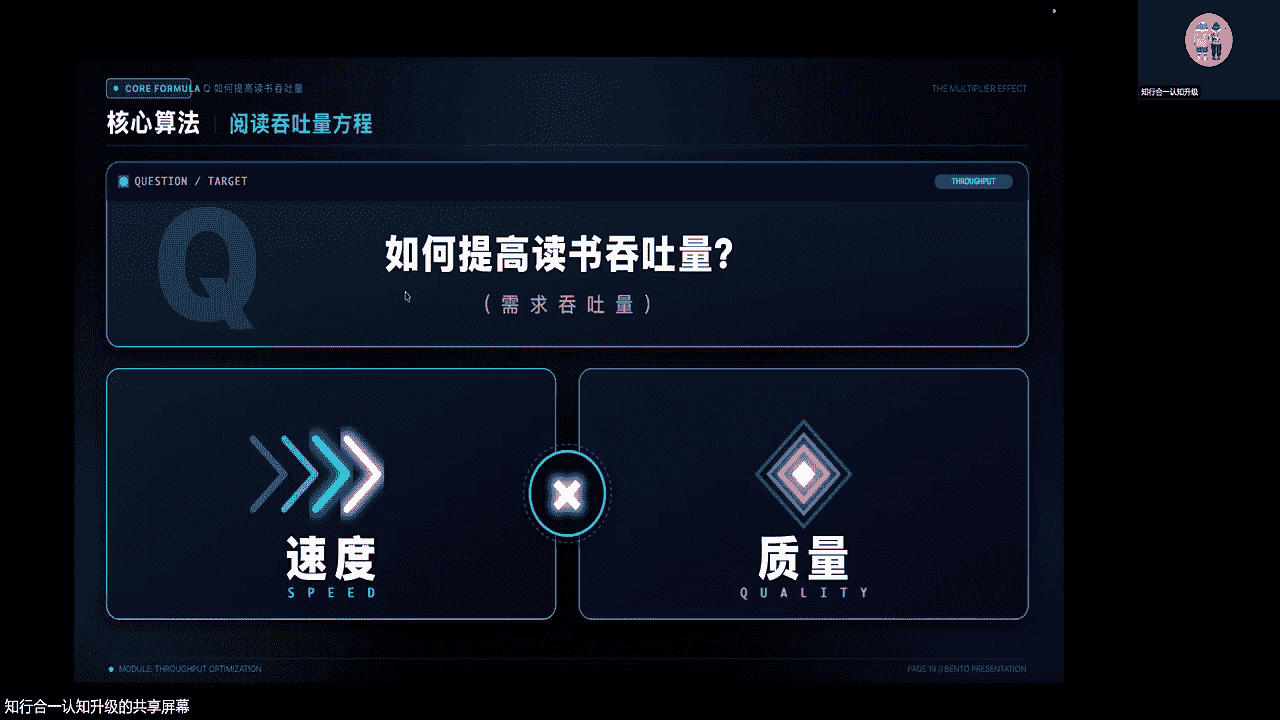 CORE FORMULA Q 如何提高读书吞吐量
THE MULTIPLIER EFFECT
核心算法 | 阅读吞吐量方程
QUESTION / TARGET
THROUGHPUT
Q
如何提高读书吞吐量?
(需求吞吐量)
速度
SPEED
质量
QUALITY
MODULE: THROUGHPUT OPTIMIZATION
PAGE 19 // BENTO PRESENTATION
知行合一认知升级
知行合一认知升级的共享屏幕